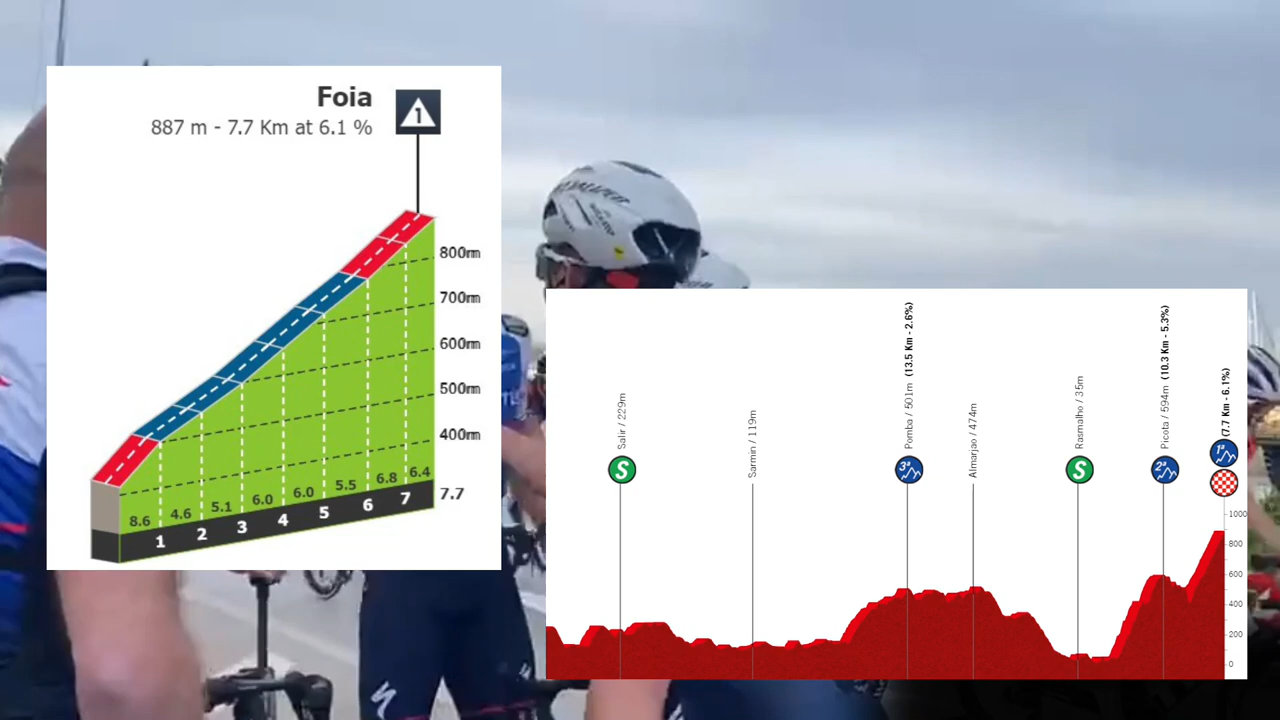 Foia
1
887 m - 7.7 Km at 6.1 %
800m
700m
600m
500m
400m
7.7
8.6 4.6 5.1 6.0 6.0 5.5 6.8 6.4
1 2 3 4 5 6 7
Salir / 229m
S
Sarmin / 119m
Pomba / 501m (13.5 Km - 2.6%)
3ª
Almarjao / 474m
Rasmalho / 35m
S
Picota / 594m (10.3 Km - 5.3%)
2ª
(7.7 Km - 6.1%)
1ª
1000
800
600
400
200
0